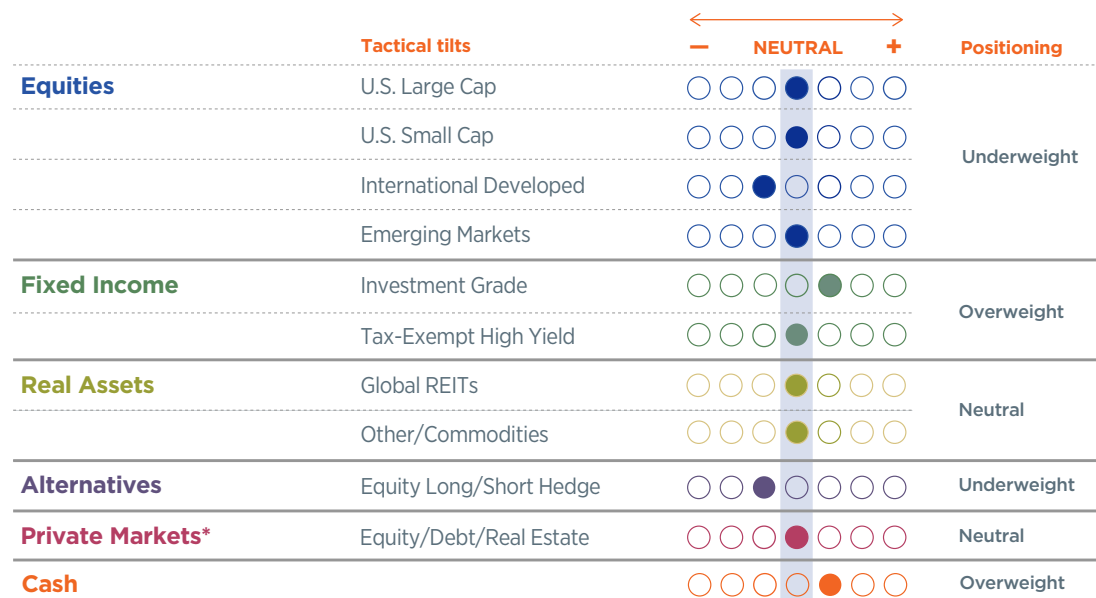 Tactical tilts − NEUTRAL + Positioning
Equities U.S. Large Cap
U.S. Small Cap
Underweight
International Developed
Emerging Markets
Fixed Income Investment Grade
Overweight
Tax-Exempt High Yield
Real Assets Global REITs
Neutral
Other/Commodities
Alternatives Equity Long/Short Hedge Underweight
Private Markets* Equity/Debt/Real Estate Neutral
Cash Overweight